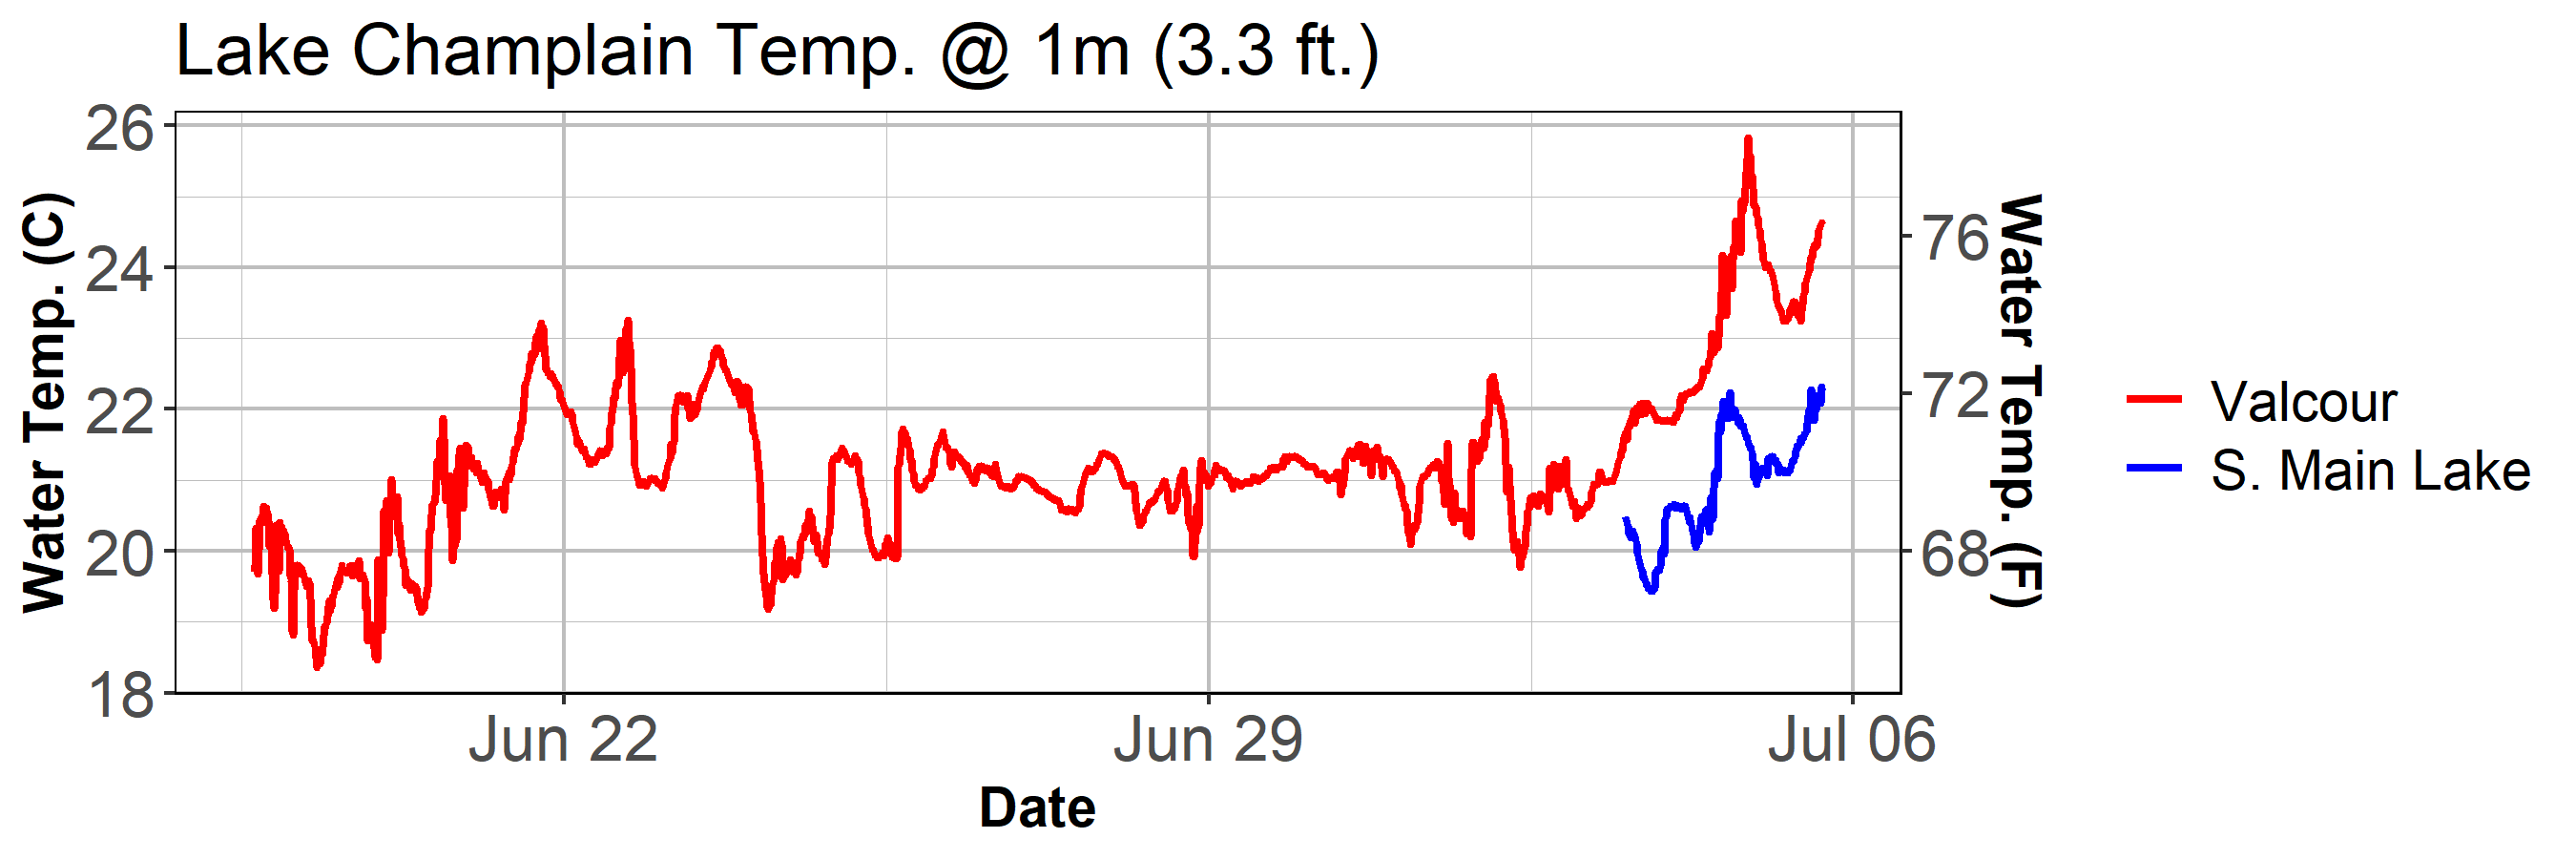 Lake Champlain Temp. @ 1m (3.3 ft.)
Water Temp. (C)
26
24
22
20
18
Jun 22
Jun 29
Jul 06
Date
76
72
68
Water Temp. (F)
Valcour
S. Main Lake